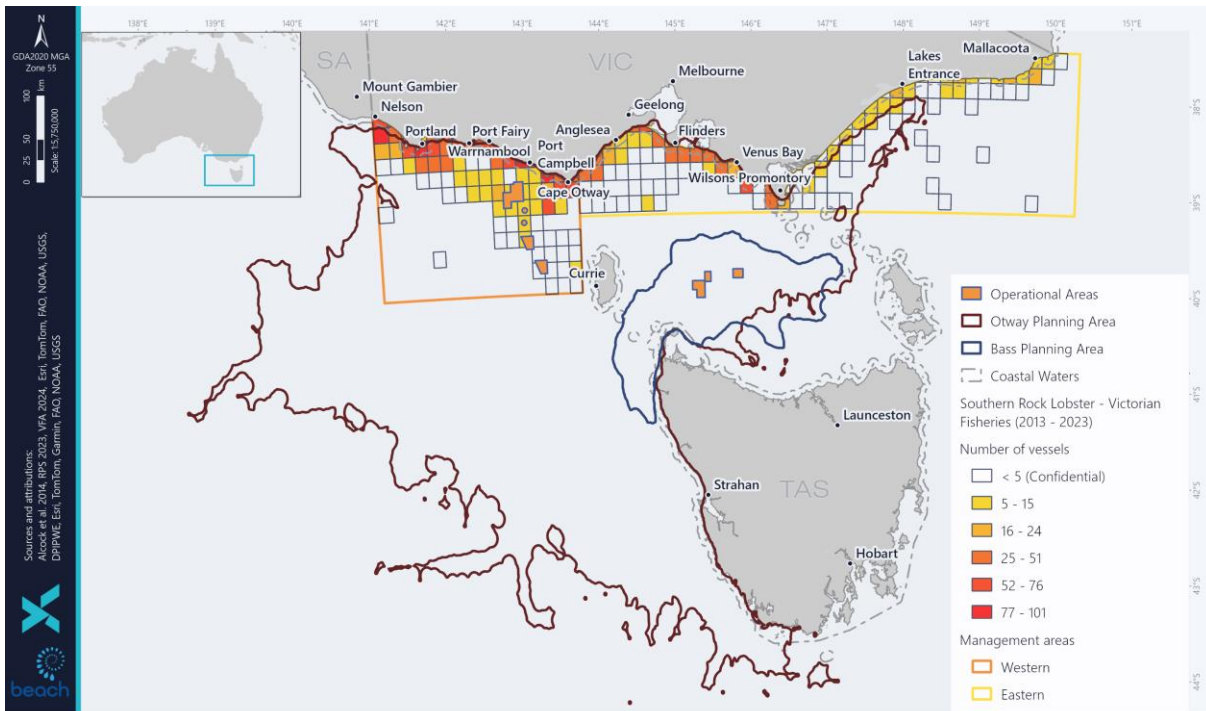 N
GDA2020 MGA
Zone 55
0 25 50 100
km
Scale: 1:5,750,000
Sources and attributions:
Alcock et al. 2014, RPS 2023, VFA 2024, Esri, TomTom, FAO, NOAA, USGS,
DPIPWE, Esri, TomTom, Garmin, FAO, NOAA, USGS
beach
138°E
139°E
140°E
141°E
142°E
143°E
144°E
145°E
146°E
147°E
148°E
149°E
150°E
151°E
38°S
39°S
40°S
41°S
42°S
43°S
44°S
SA
VIC
Mallacoota
Lakes
Entrance
Melbourne
Mount Gambier
Nelson
Geelong
Portland
Port Fairy
Anglesea
Flinders
Warrnambool
Port
Campbell
Venus Bay
Cape Otway
Wilsons Promontory
Currie
Launceston
Strahan
TAS
Hobart
Operational Areas
Otway Planning Area
Bass Planning Area
Coastal Waters
Southern Rock Lobster - Victorian
Fisheries (2013 - 2023)
Number of vessels
< 5 (Confidential)
5 - 15
16 - 24
25 - 51
52 - 76
77 - 101
Management areas
Western
Eastern